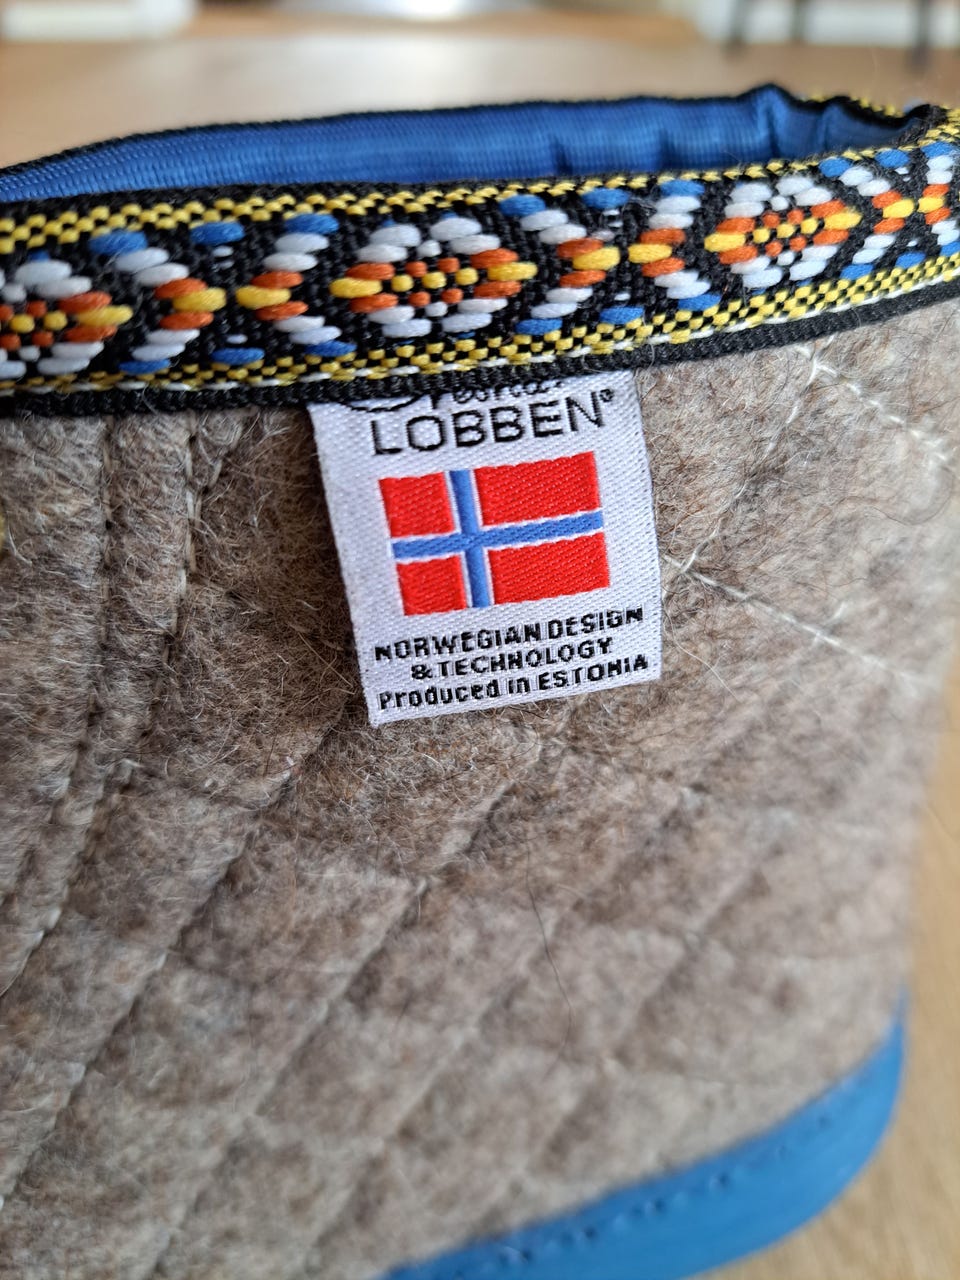 LOBBEN®
NORWEGIAN DESIGN
& TECHNOLOGY
Produced in ESTONIA